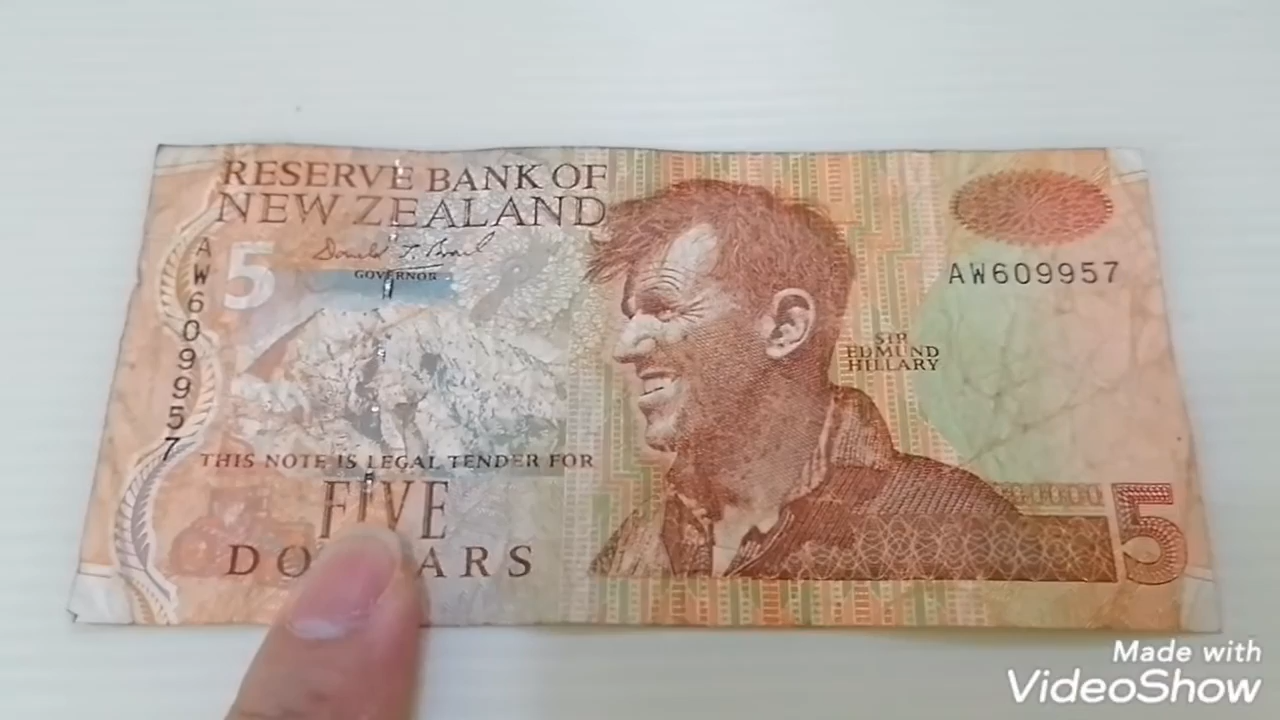 RESERVE BANK OF
NEW ZEALAND
AW609957
5
GOVERNOR
AW609957
SIR
EDMUND
HILLARY
THIS NOTE IS LEGAL TENDER FOR
FIVE
DO ARS
5
Made with
VideoShow